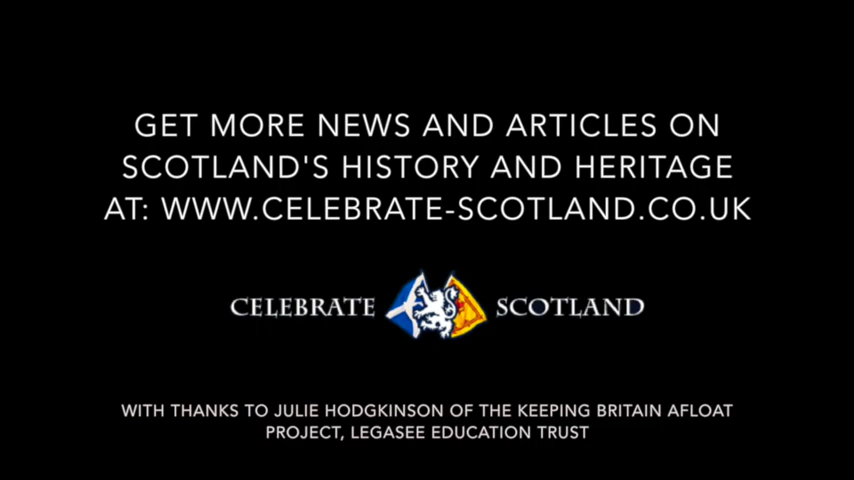 GET MORE NEWS AND ARTICLES ON
SCOTLAND'S HISTORY AND HERITAGE
AT: WWW.CELEBRATE-SCOTLAND.CO.UK
CELEBRATE SCOTLAND
WITH THANKS TO JULIE HODGKINSON OF THE KEEPING BRITAIN AFLOAT
PROJECT, LEGASEE EDUCATION TRUST